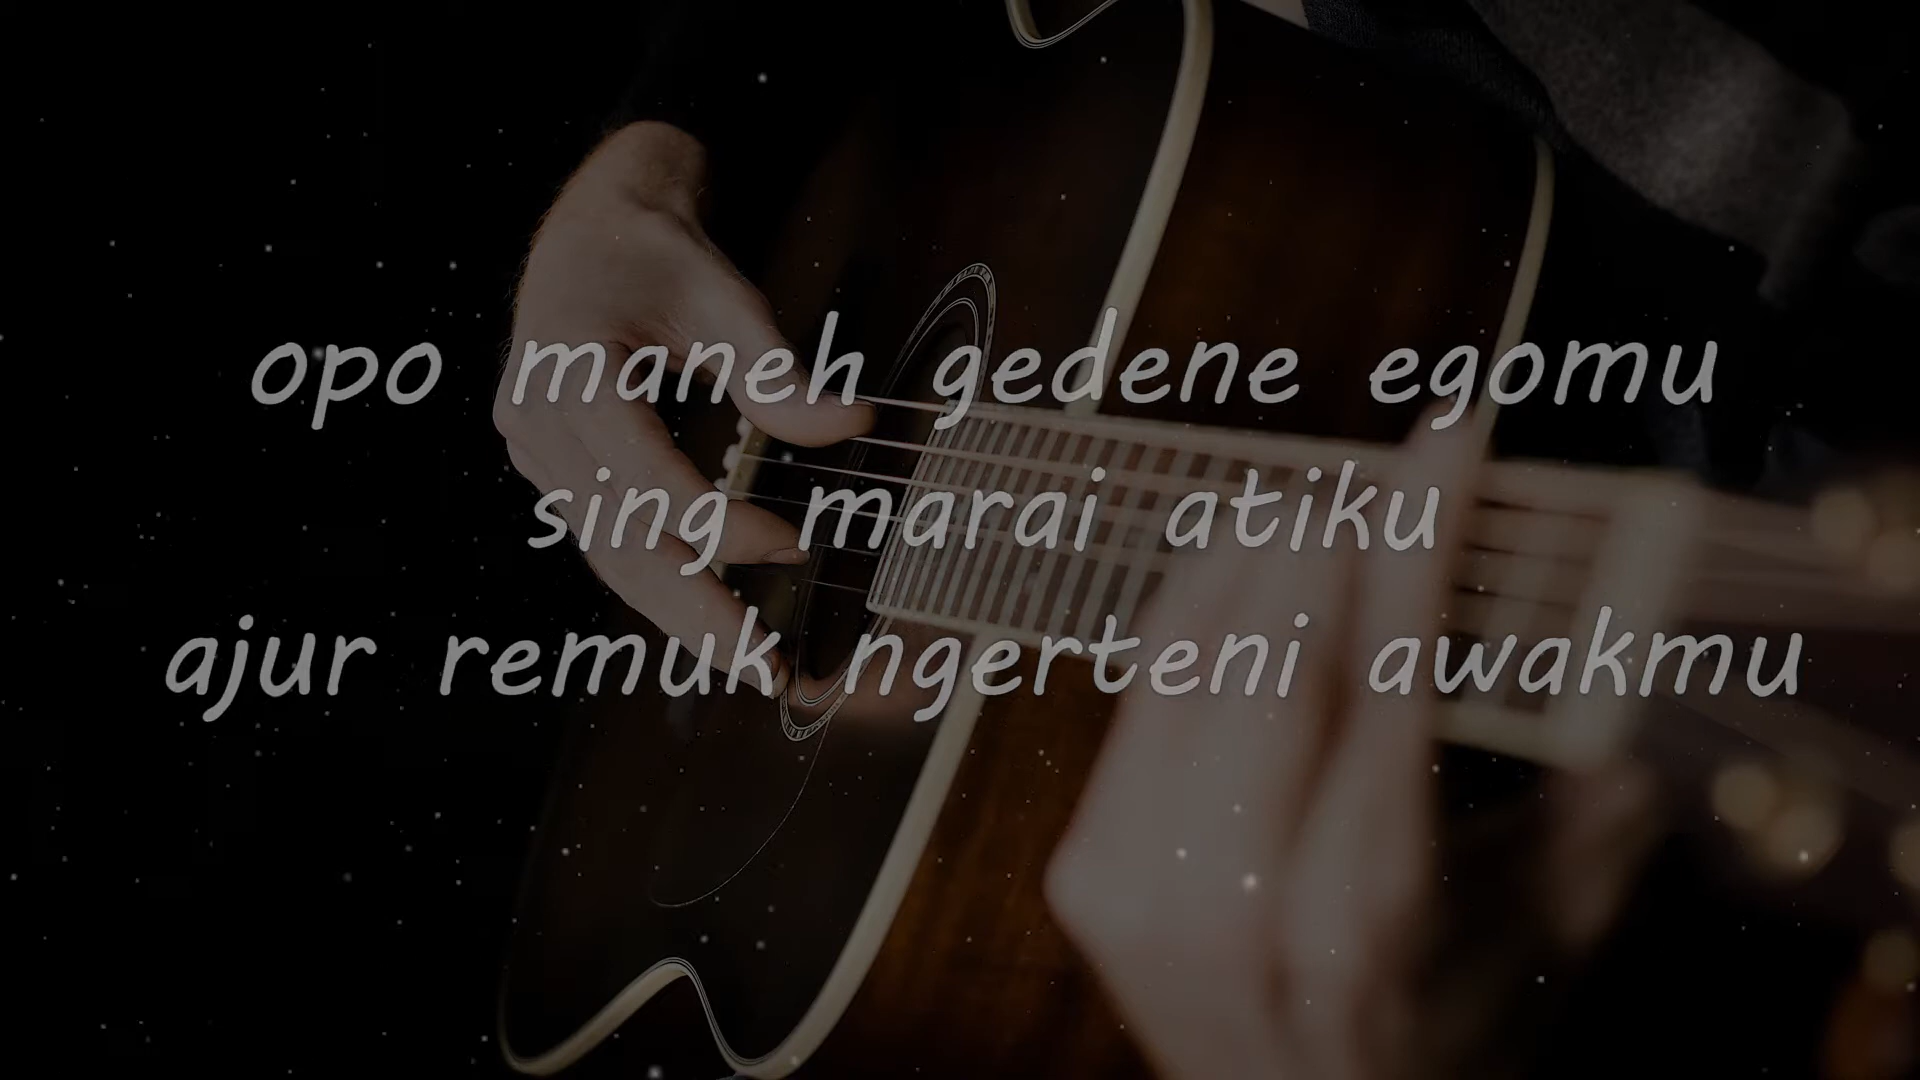 opo maneh gedene egomu
sing marai atiku
ajur remuk ngerteni awakmu